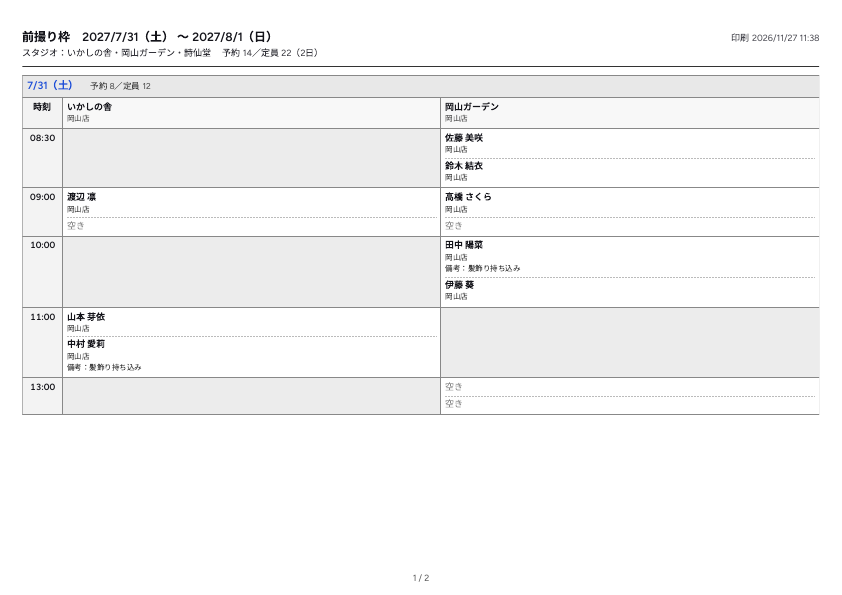 前撮り枠　2027/7/31（土）～ 2027/8/1（日）
印刷 2026/11/27 11:38
スタジオ：いかしの舎・岡山ガーデン・詩仙堂　予約 14／定員 22（2日）
7/31（土）　予約 8／定員 12
時刻
いかしの舎
岡山店
岡山ガーデン
岡山店
08:30
佐藤 美咲
岡山店
鈴木 結衣
岡山店
09:00
渡辺 凛
岡山店
空き
高橋 さくら
岡山店
空き
10:00
田中 陽菜
岡山店
備考：髪飾り持ち込み
伊藤 葵
岡山店
11:00
山本 芽依
岡山店
中村 愛莉
岡山店
備考：髪飾り持ち込み
13:00
空き
空き
1 / 2